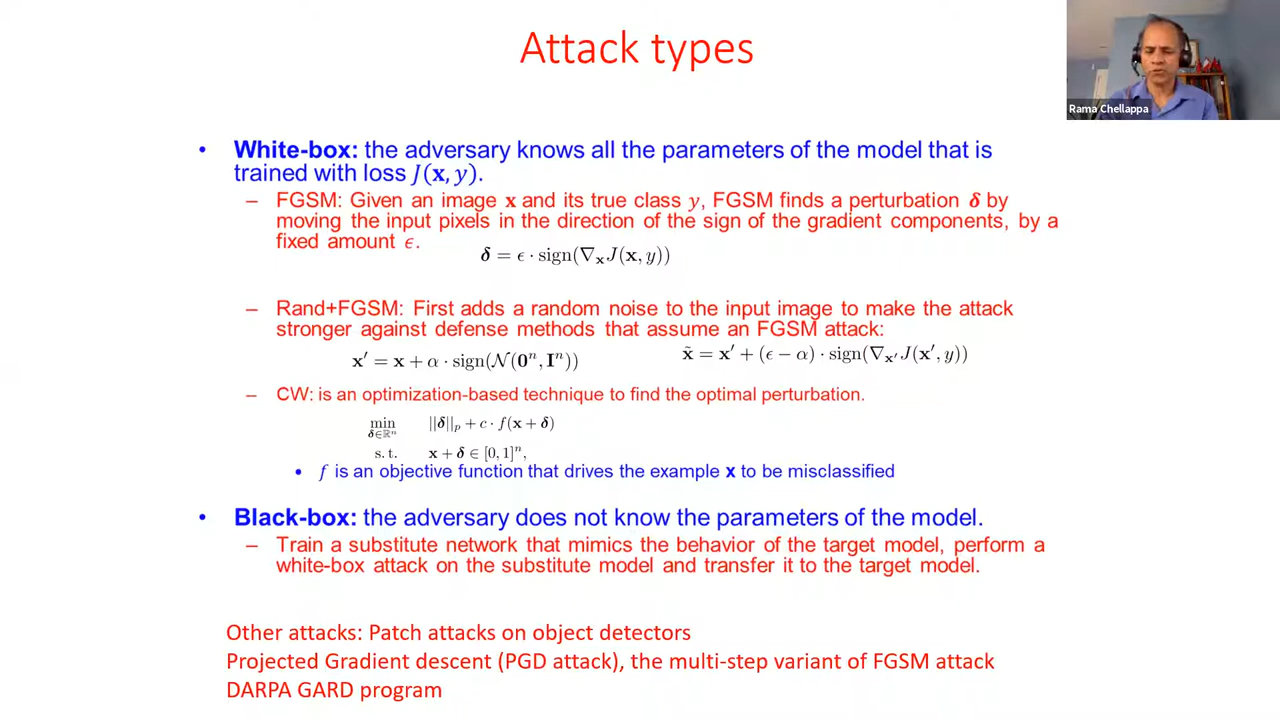 Attack types
Rama Chellappa
• White-box: the adversary knows all the parameters of the model that is
trained with loss J(x, y).
– FGSM: Given an image x and its true class y, FGSM finds a perturbation δ by
moving the input pixels in the direction of the sign of the gradient components, by a
fixed amount ϵ.
δ = ϵ · sign(∇ₓJ(x, y))
– Rand+FGSM: First adds a random noise to the input image to make the attack
stronger against defense methods that assume an FGSM attack:
x′ = x + α · sign(𝒩(0ⁿ, Iⁿ))
x̃ = x′ + (ϵ − α) · sign(∇ₓ′J(x′, y))
– CW: is an optimization-based technique to find the optimal perturbation.
min δ∈ℝⁿ ||δ||ₚ + c · f(x + δ)
s.t. x + δ ∈ [0, 1]ⁿ,
• f is an objective function that drives the example x to be misclassified
• Black-box: the adversary does not know the parameters of the model.
– Train a substitute network that mimics the behavior of the target model, perform a
white-box attack on the substitute model and transfer it to the target model.
Other attacks: Patch attacks on object detectors
Projected Gradient descent (PGD attack), the multi-step variant of FGSM attack
DARPA GARD program